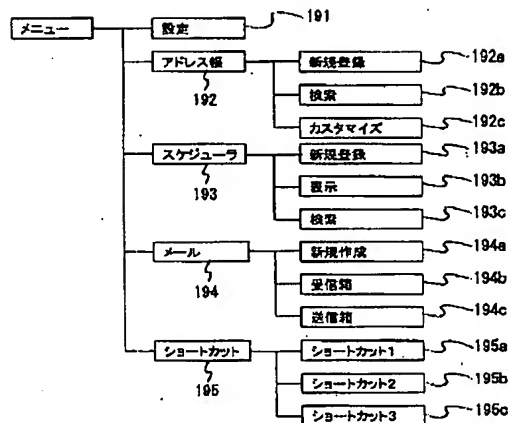 メニュー
設定
191
アドレス帳
192
新規登録
192a
検索
192b
カスタマイズ
192c
スケジューラ
193
新規登録
193a
表示
193b
検索
193c
メール
194
新規作成
194a
受信箱
194b
送信箱
194c
ショートカット
195
ショートカット1
195a
ショートカット2
195b
ショートカット3
195c